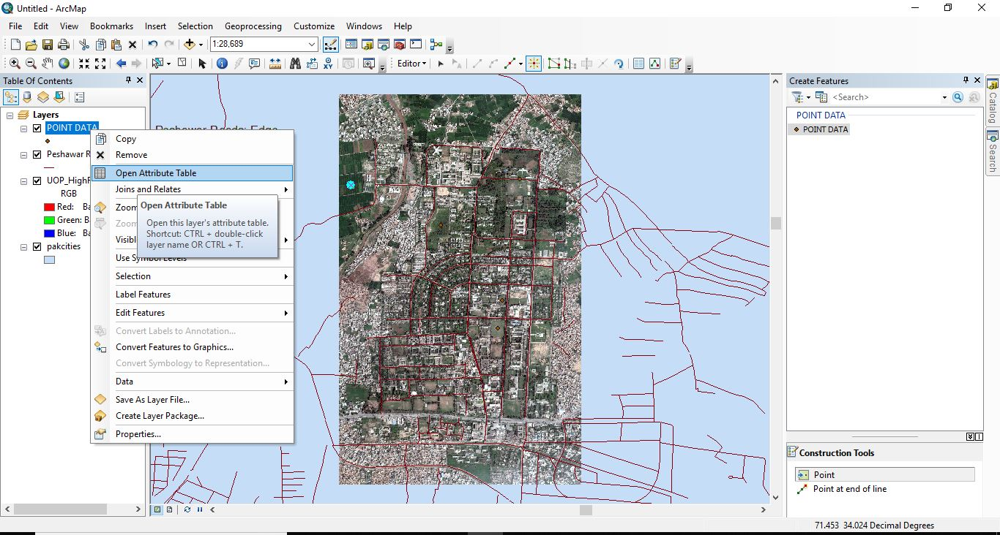 Untitled - ArcMap
File Edit View Bookmarks Insert Selection Geoprocessing Customize Windows Help
1:28,689
Editor
Table Of Contents
Layers
POINT DATA
Peshawar R
UOP_HighF
RGB
Red: Ba
Green: Ba
Blue: Ba
pakcities
Copy
Remove
Open Attribute Table
Joins and Relates
Zoom
Zoom
Visibl
Use Symbol Levels
Selection
Label Features
Edit Features
Convert Labels to Annotation...
Convert Features to Graphics...
Convert Symbology to Representation...
Data
Save As Layer File...
Create Layer Package...
Properties...
Open Attribute Table
Open this layer's attribute table.
Shortcut: CTRL + double-click
layer name OR CTRL + T.
Peshawar Roads: Edge
Create Features
<Search>
POINT DATA
POINT DATA
Construction Tools
Point
Point at end of line
Catalog
Search
71.453 34.024 Decimal Degrees